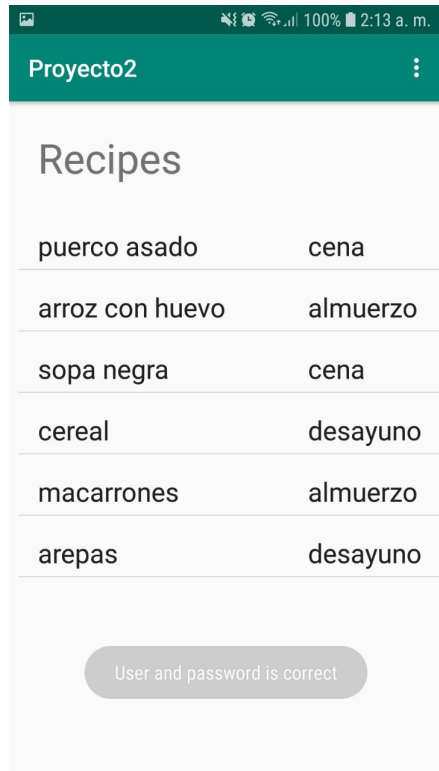 100% 2:13 a. m.
Proyecto2
Recipes
puerco asado cena
arroz con huevo almuerzo
sopa negra cena
cereal desayuno
macarrones almuerzo
arepas desayuno
User and password is correct